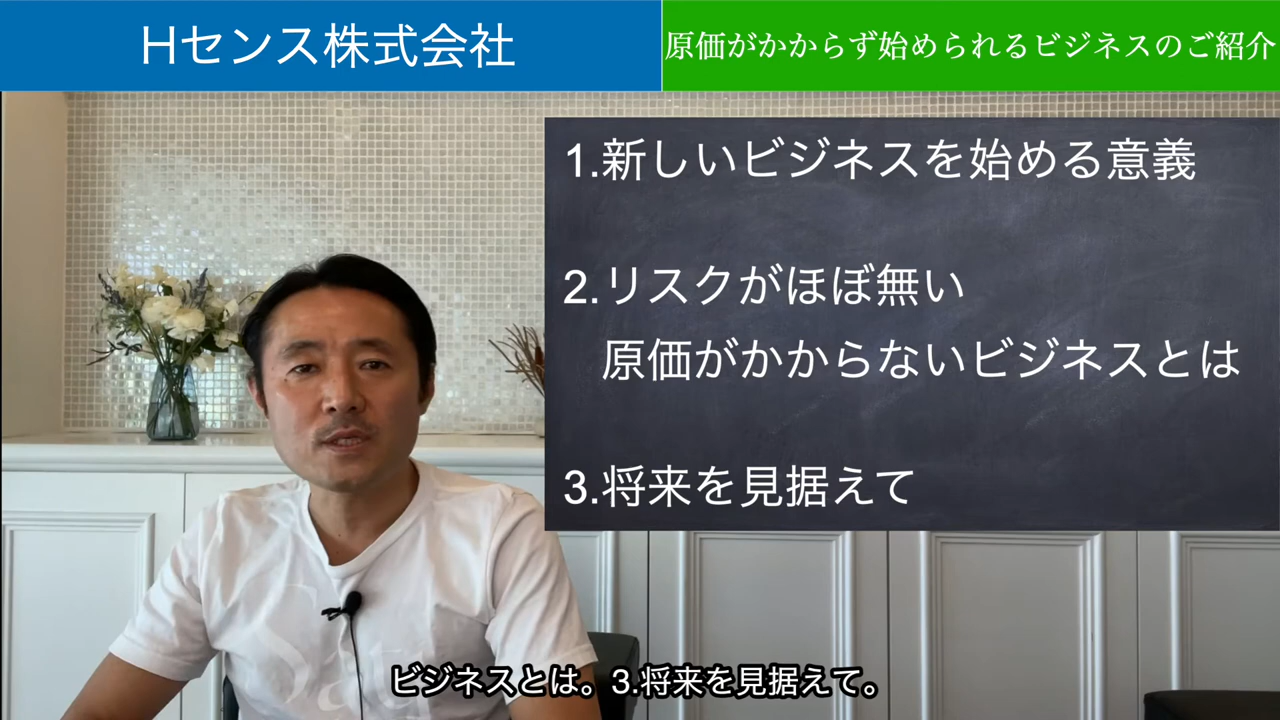 Hセンス株式会社
原価がかからず始められるビジネスのご紹介
1.新しいビジネスを始める意義
2.リスクがほぼ無い
原価がかからないビジネスとは
3.将来を見据えて
ビジネスとは。3.将来を見据えて。